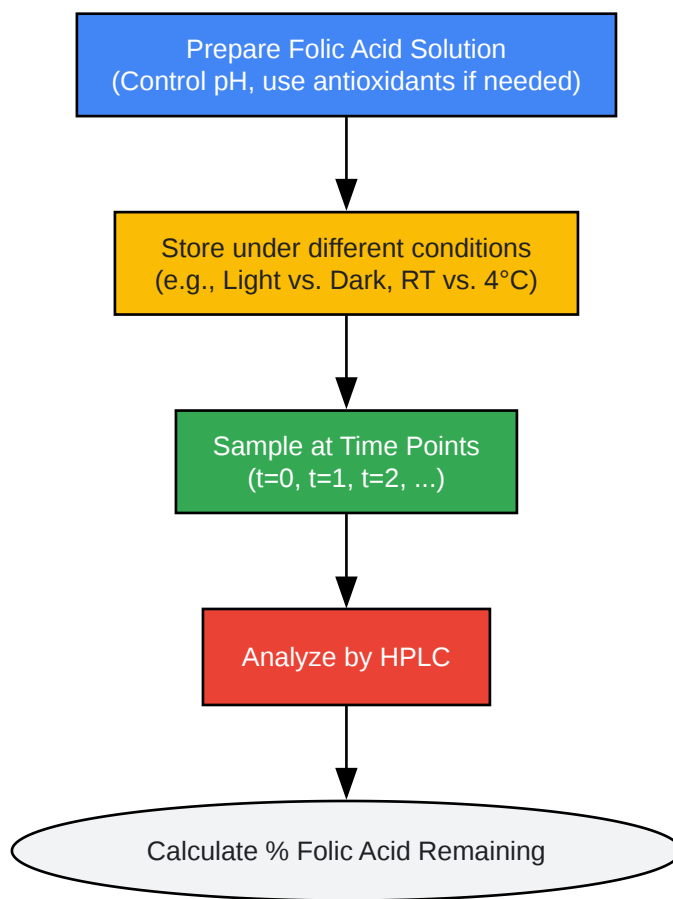 Prepare Folic Acid Solution
(Control pH, use antioxidants if needed)
Store under different conditions
(e.g., Light vs. Dark, RT vs. 4°C)
Sample at Time Points
(t=0, t=1, t=2, ...)
Analyze by HPLC
Calculate % Folic Acid Remaining